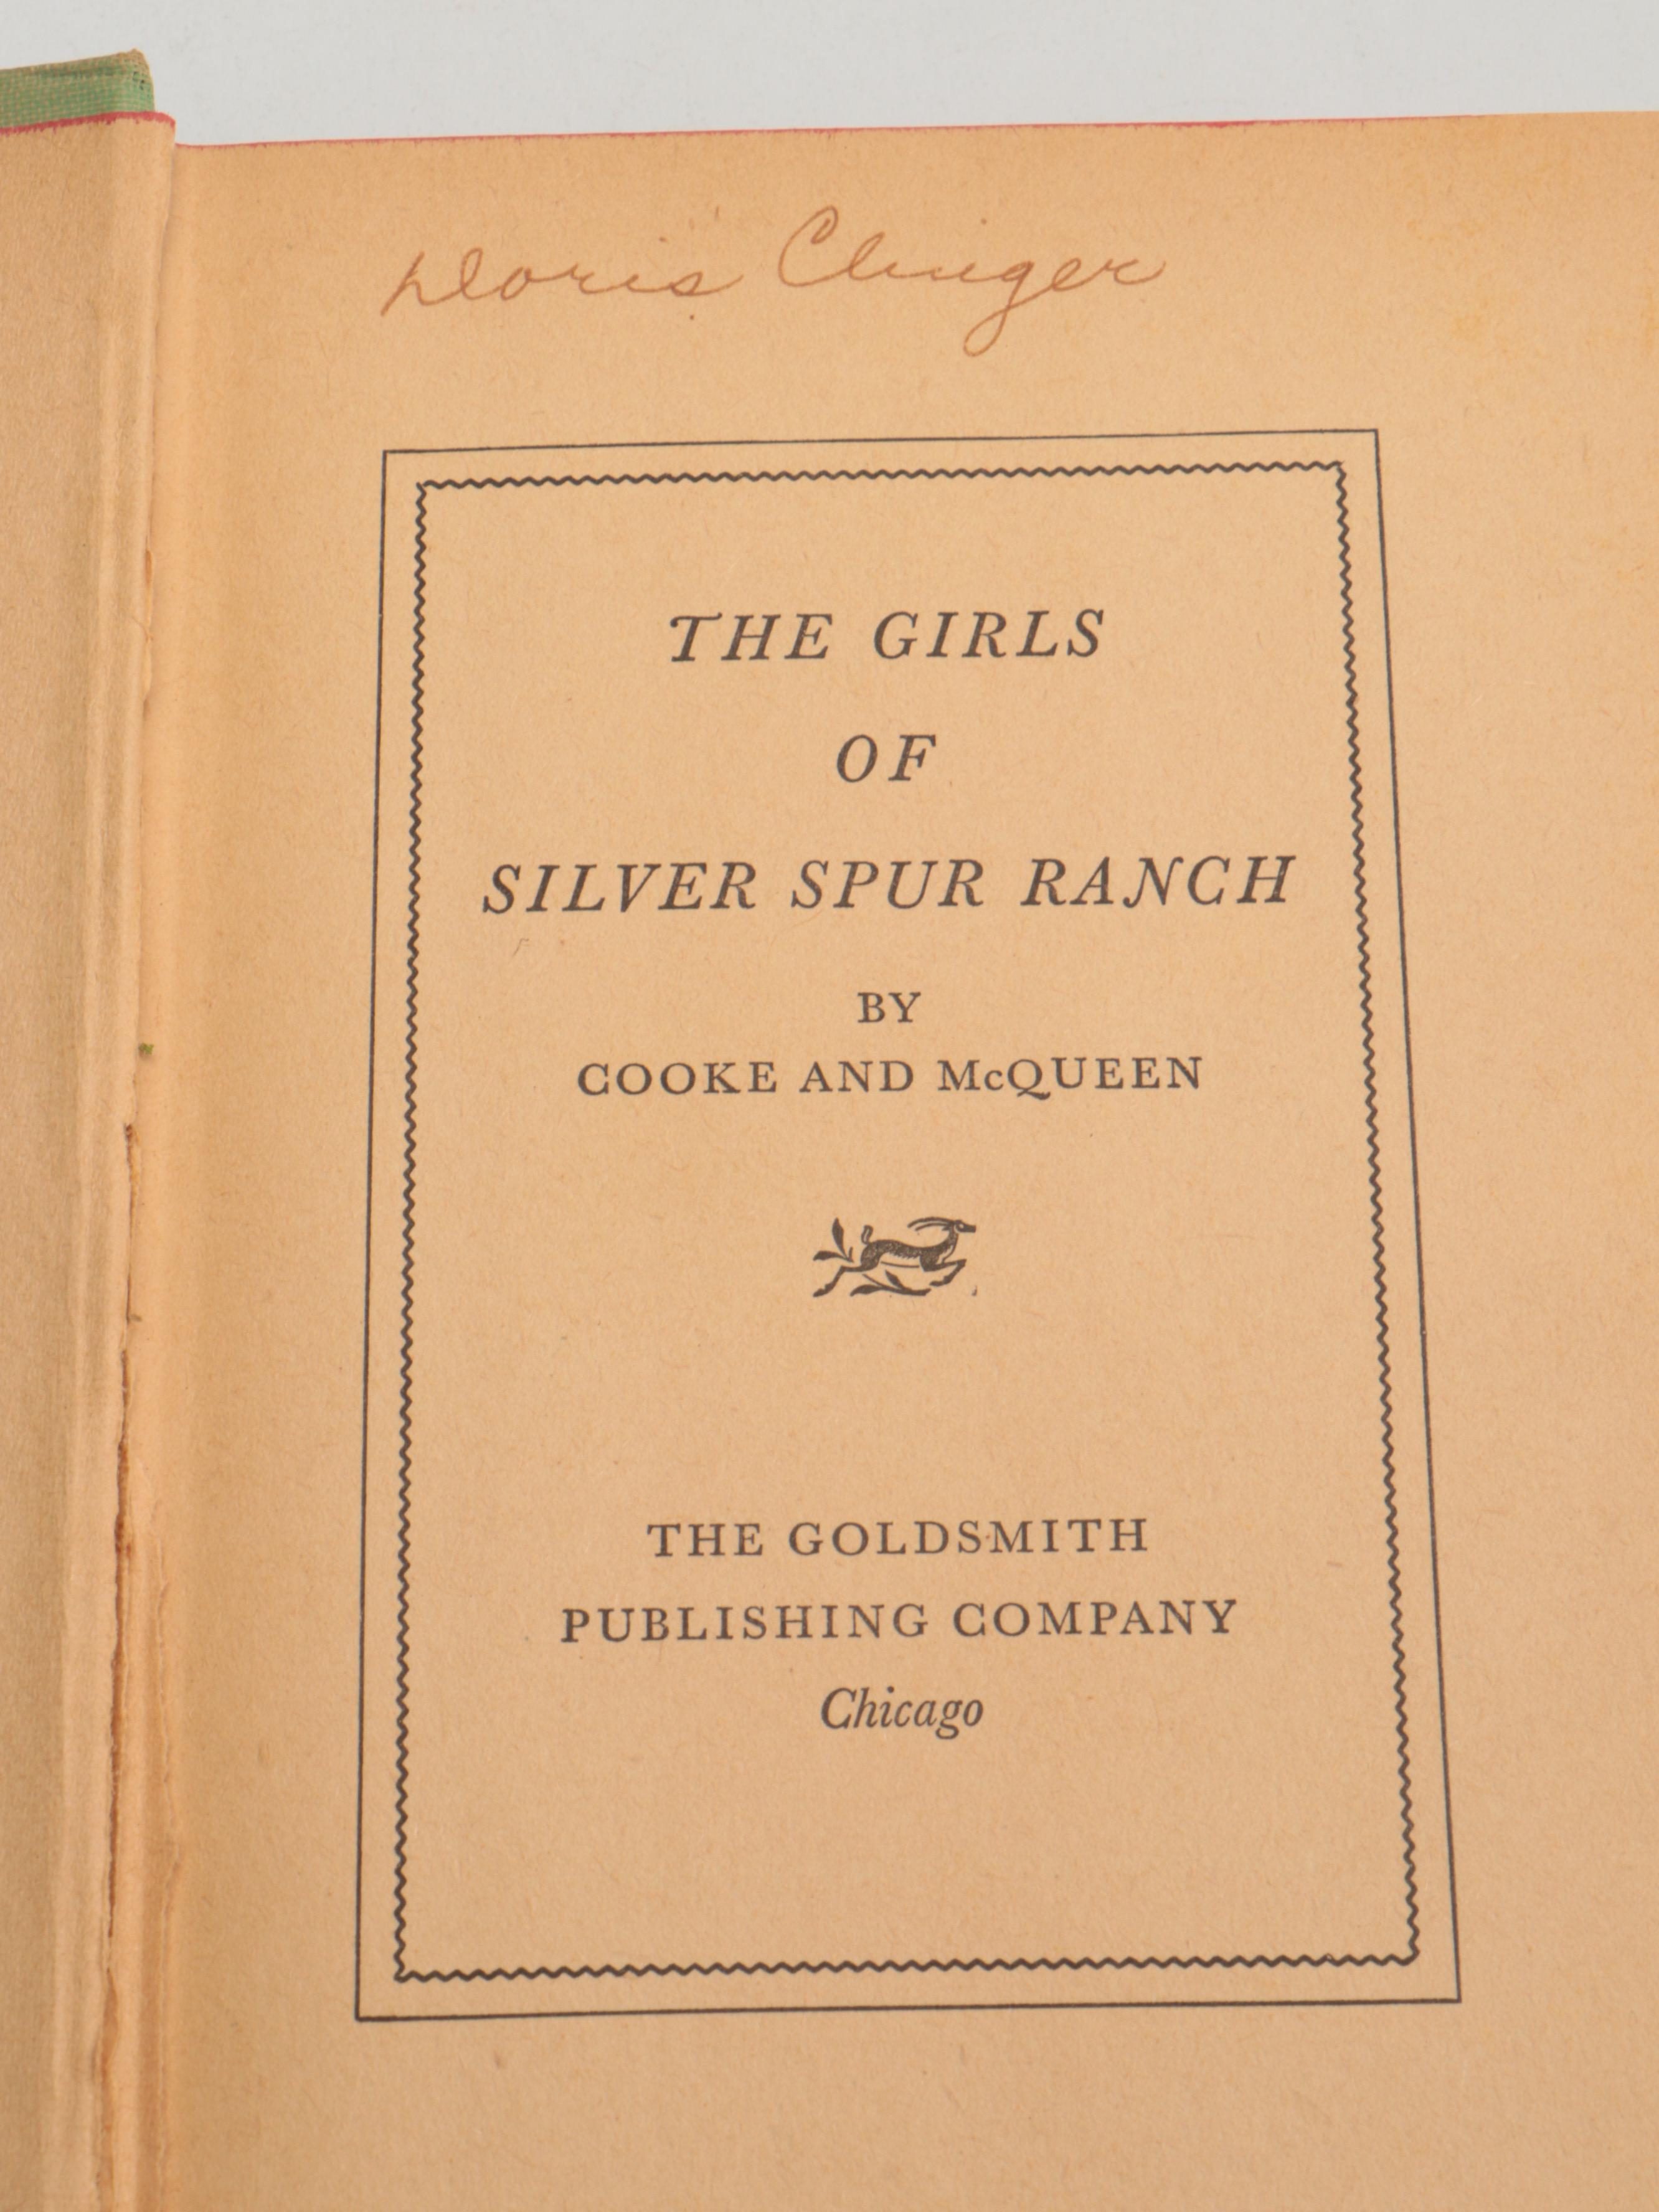 Doris Clinger
THE GIRLS
OF
SILVER SPUR RANCH
BY
COOKE AND McQUEEN
THE GOLDSMITH
PUBLISHING COMPANY
Chicago